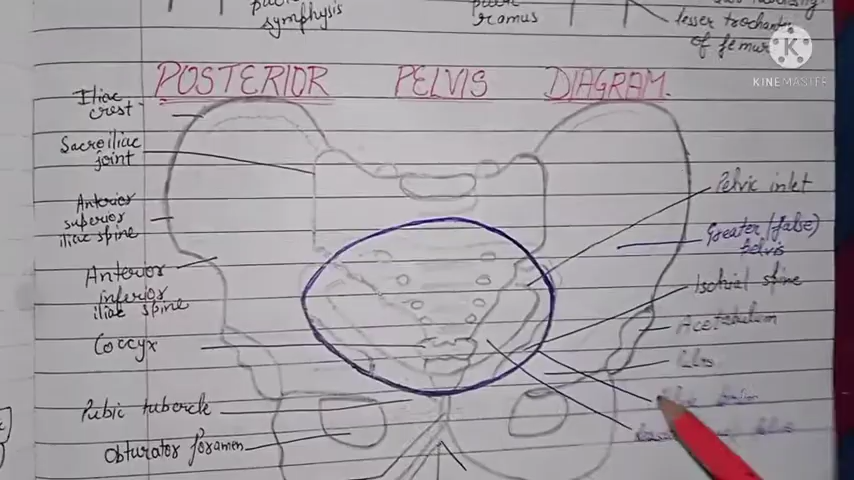 symphysis
ramus
lesser trochanter
of femur
KINEMASTER
POSTERIOR PELVIS DIAGRAM
Iliac
crest
Sacroiliac
joint
Anterior
superior
iliac spine
Anterior
inferior
iliac spine
Coccyx
Pubic tubercle
Obturator foramen
Pelvic inlet
Greater (false)
pelvis
Ischial spine
Acetabulum